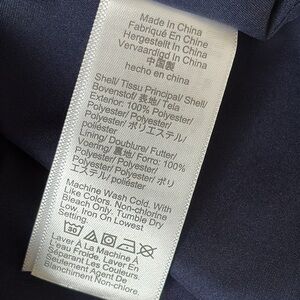 Made in China
Fabriqué En Chine
Hergestellt In China
Vervaardigd In China
中国製
hecho en china
Shell/ Tissu Principal/ Shell/
Bovenstof/ 表地/ Tela
Exterior: 100% Polyester/
Polyester/ Polyester/
Polyester/ ポリエステル/
Poliéster
Lining/ Doublure/ Futter/
Voering/ 裏地/ Forro: 100%
Polyester/ Polyester/
Polyester/ Polyester/ ポリ
エステル/ poliéster
Machine Wash Cold. With
Like Colors. Non-chlorine
Bleach Only. Tumble Dry
Low. Iron On Lowest
Setting.
30
Laver À La Machine À
L'eau Froide. Laver En
Séparant Les Couleurs.
Seulement Agent De
Blanchiment Non-Chlore.